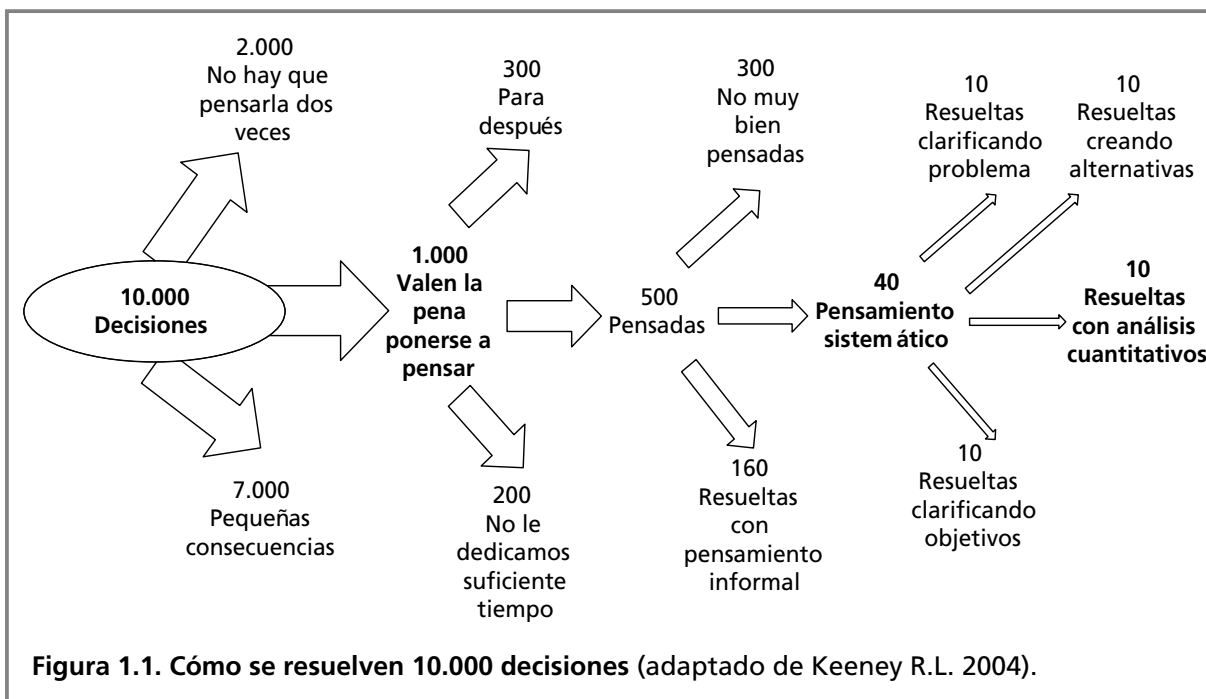 2.000
No hay que
pensarla dos
veces
300
Para
después
300
No muy
bien
pensadas
10
Resueltas
clarificando
problema
10
Resueltas
creando
alternativas
10.000
Decisiones
1.000
Valen la
pena
ponerse a
pensar
500
Pensadas
40
Pensamiento
sistem ático
10
Resueltas
con análisis
cuantitativos
7.000
Pequeñas
consecuencias
200
No le
dedicamos
suficiente
tiempo
160
Resueltas
con
pensamiento
informal
10
Resueltas
clarificando
objetivos
Figura 1.1. Cómo se resuelven 10.000 decisiones (adaptado de Keeney R.L. 2004).